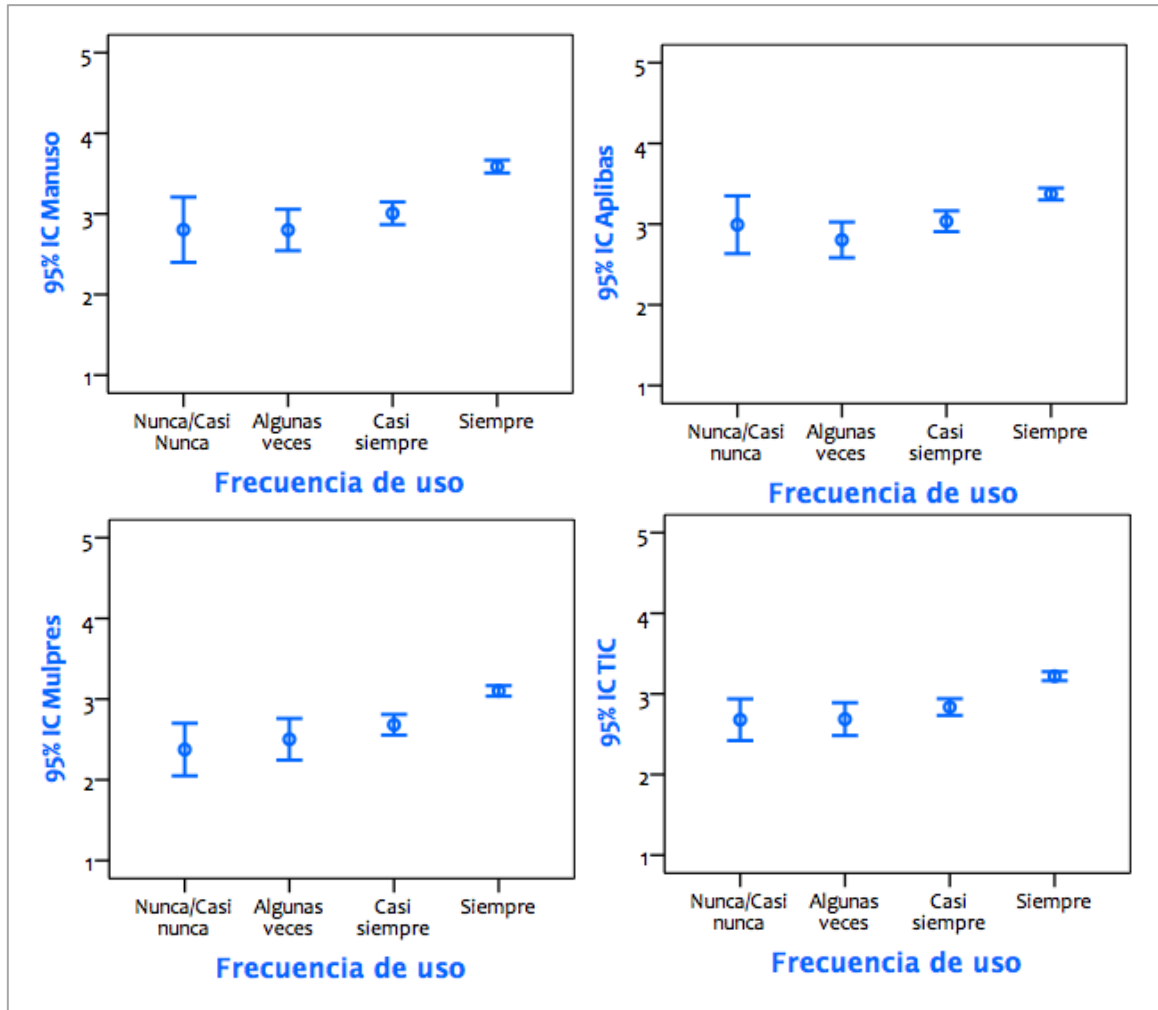 95% IC Manuso
5
4
3
2
1
Nunca/Casi
Nunca
Algunas
veces
Casi
siempre
Siempre
Frecuencia de uso
95% IC Aplibas
5
4
3
2
1
Nunca/Casi
nunca
Algunas
veces
Casi
siempre
Siempre
Frecuencia de uso
95% IC Mulpres
5
4
3
2
1
Nunca/Casi
nunca
Algunas
veces
Casi
siempre
Siempre
Frecuencia de uso
95% IC TIC
5
4
3
2
1
Nunca/Casi
nunca
Algunas
veces
Casi
siempre
Siempre
Frecuencia de uso